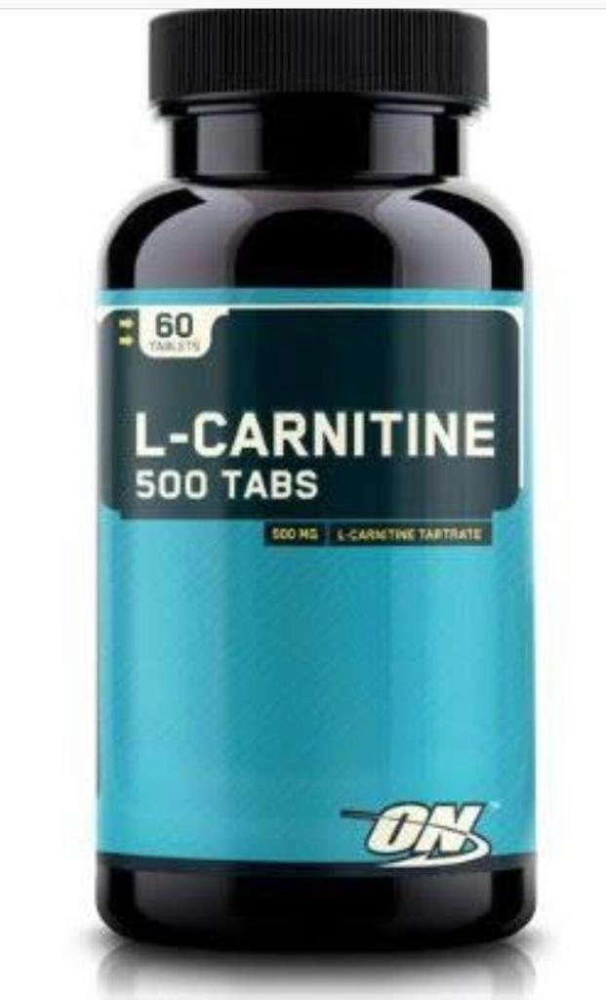 60
TABLETS
L-CARNITINE
500 TABS
500 MG L-CARNITINE TARTRATE
ON